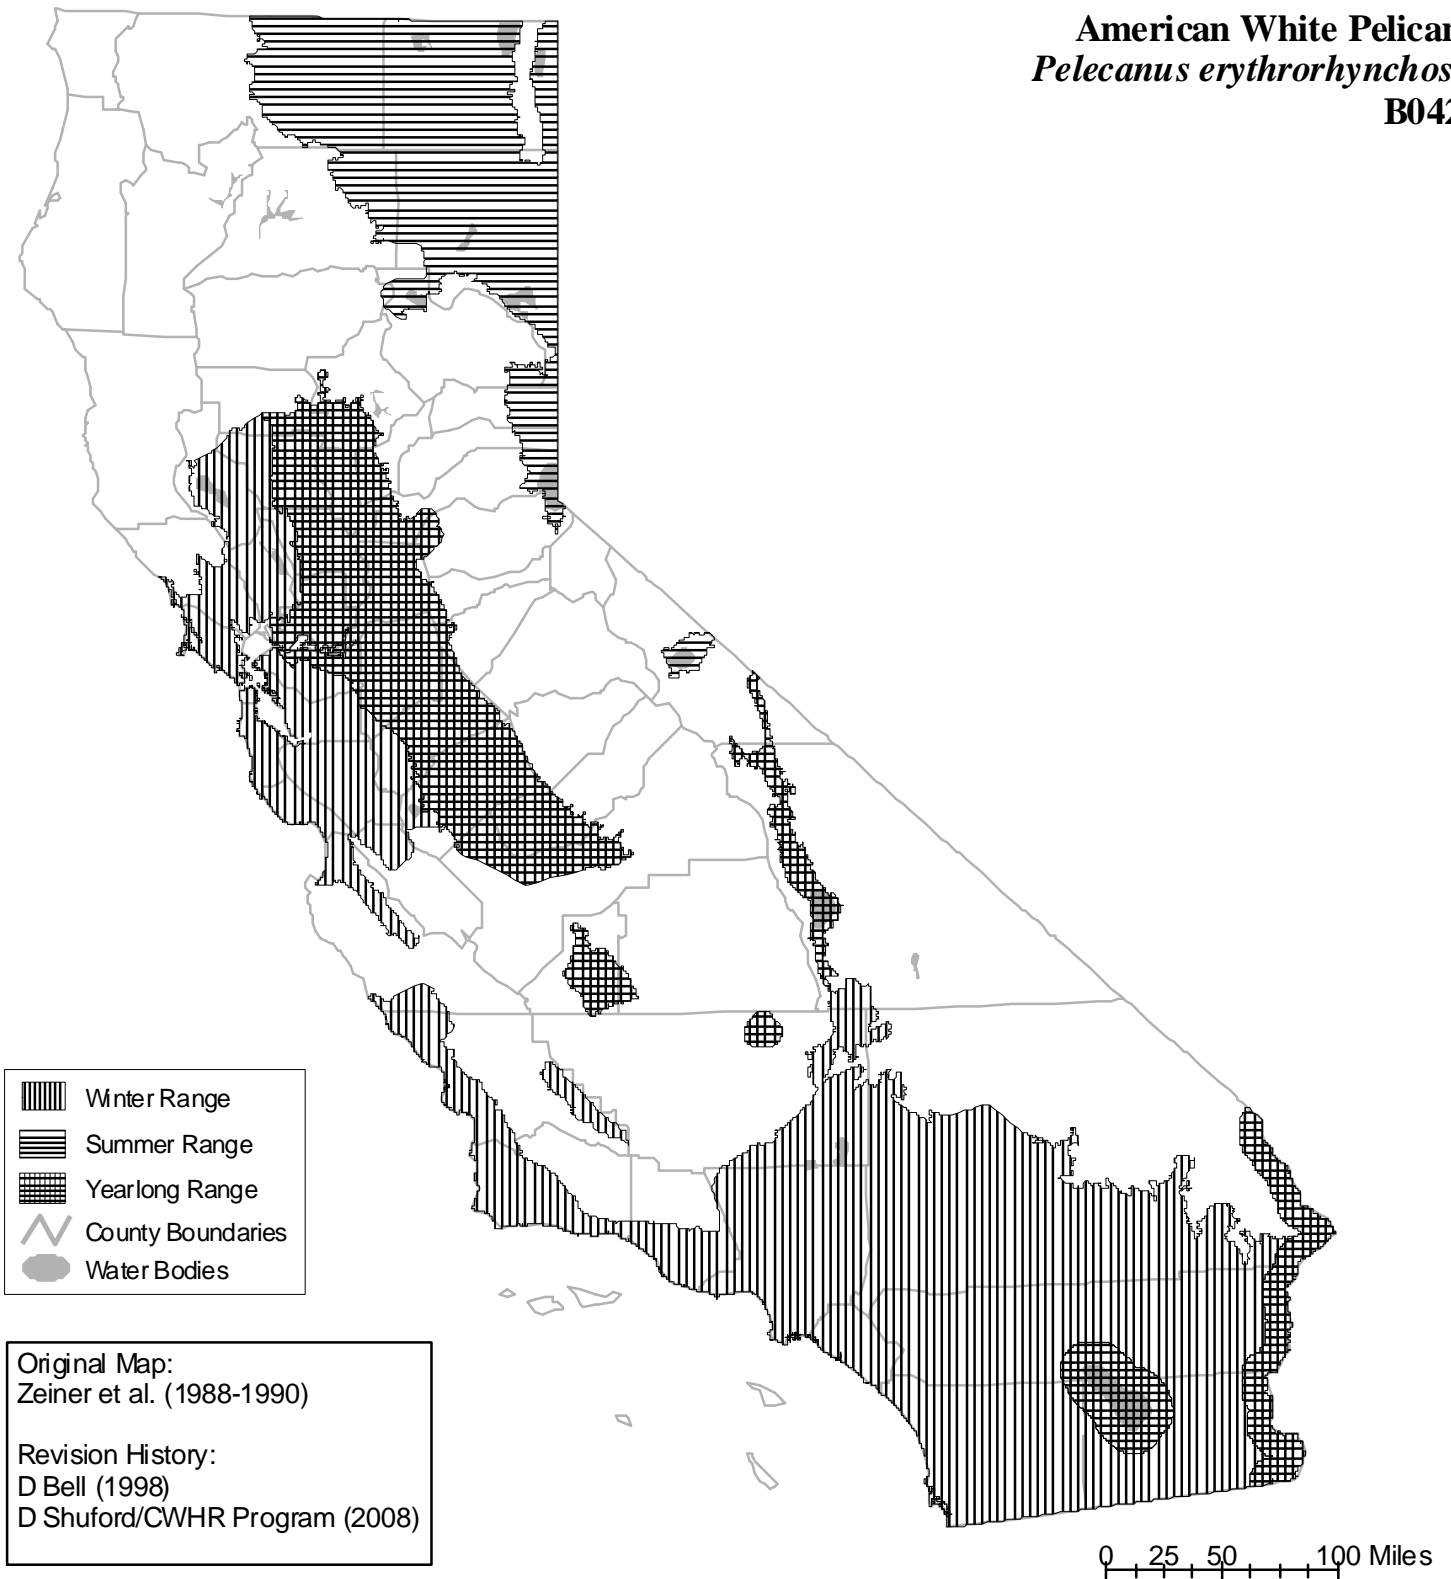 American White Pelican
Pelecanus erythrorhynchos
B042
Winter Range
Summer Range
Yearlong Range
County Boundaries
Water Bodies
Original Map:
Zeiner et al. (1988-1990)
Revision History:
D Bell (1998)
D Shuford/CWHR Program (2008)
0 25 50 100 Miles